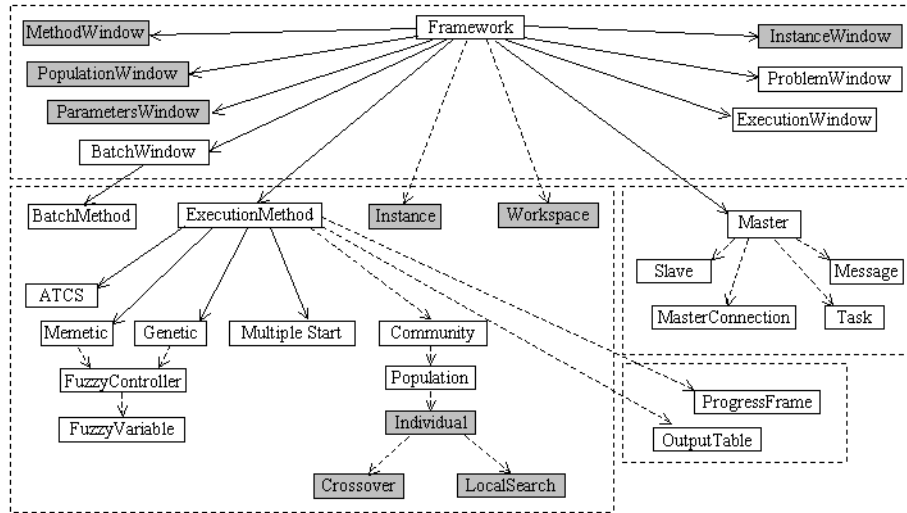 Framework
MethodWindow
InstanceWindow
PopulationWindow
ProblemWindow
ParametersWindow
ExecutionWindow
BatchWindow
BatchMethod
ExecutionMethod
Instance
Workspace
Master
Slave
Message
ATCS
MasterConnection
Task
Memetic
Genetic
Multiple Start
Community
FuzzyController
Population
ProgressFrame
FuzzyVariable
Individual
OutputTable
Crossover
LocalSearch